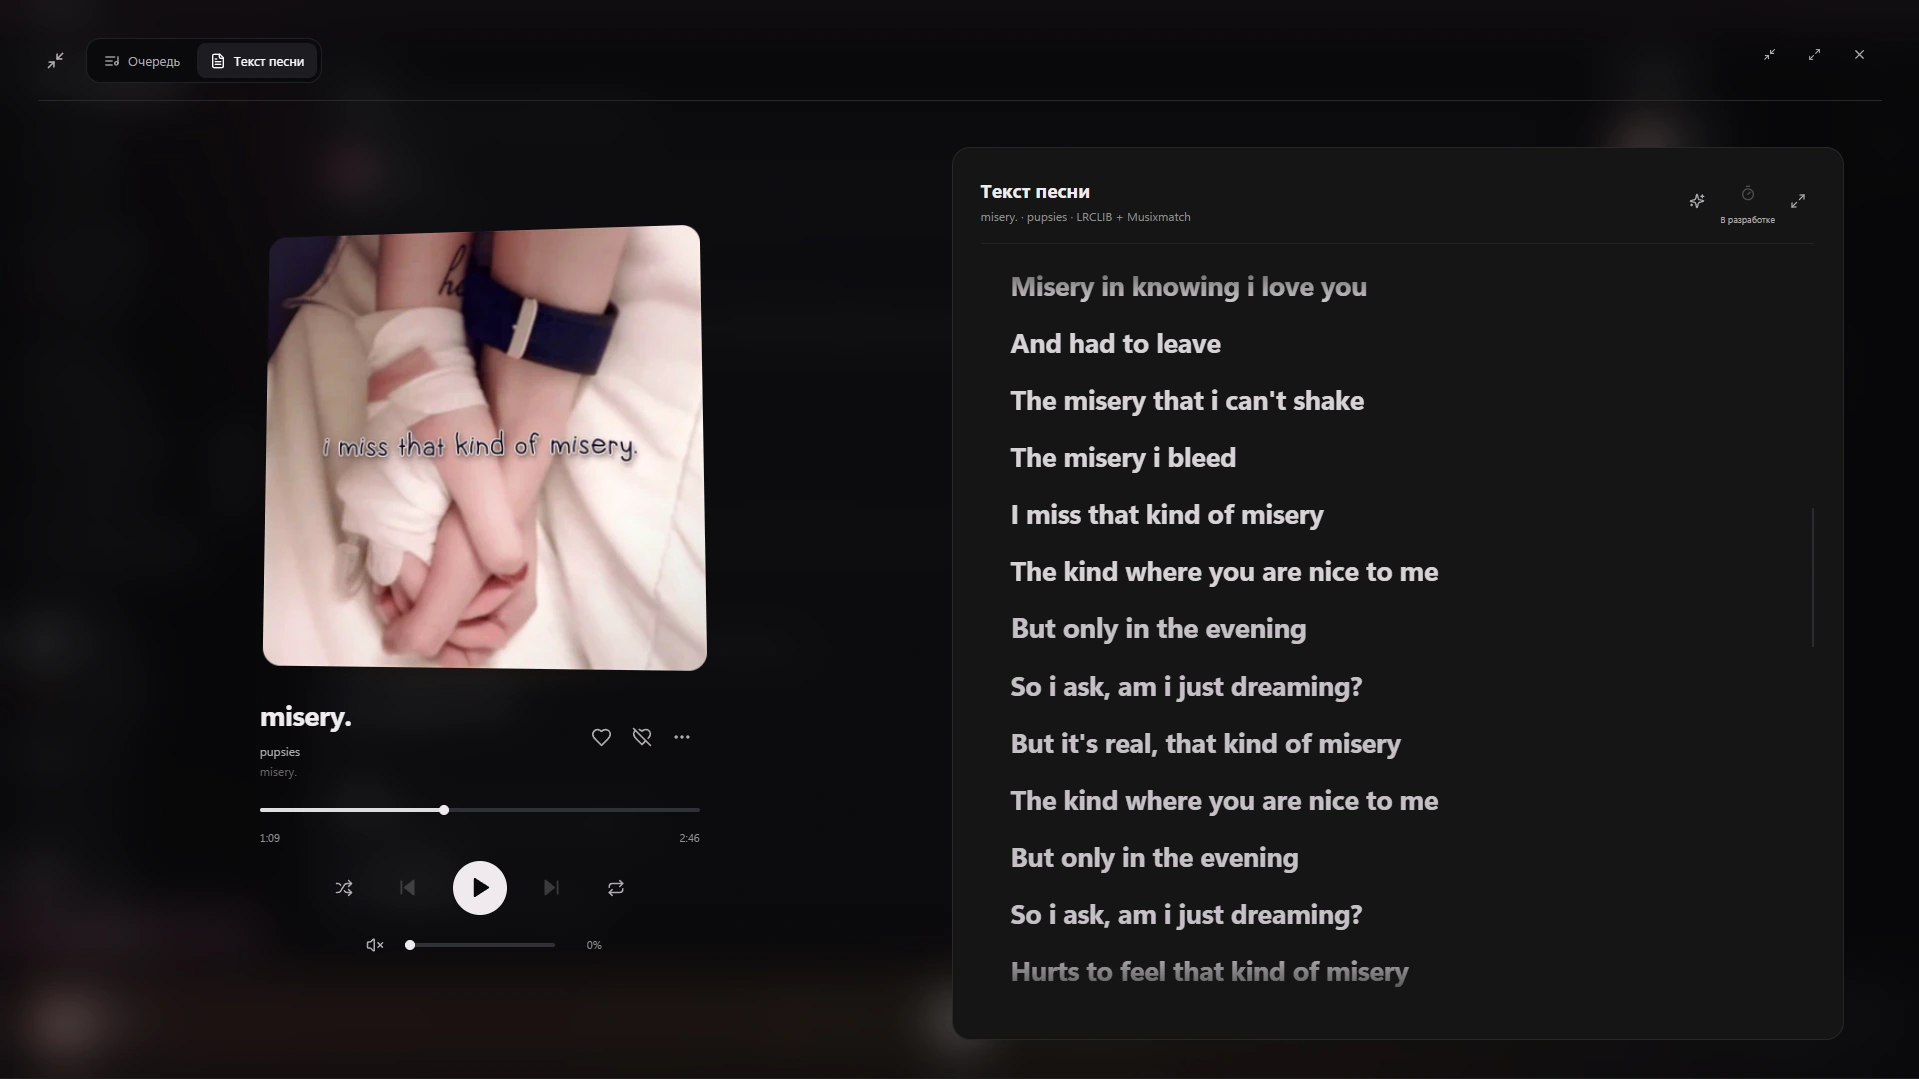 Очередь
Текст песни
i miss that kind of misery.
misery.
pupsies
misery.
1:09
2:46
0%
Текст песни
misery. · pupsies · LRCLIB + Musixmatch
В разработке
Misery in knowing i love you
And had to leave
The misery that i can't shake
The misery i bleed
I miss that kind of misery
The kind where you are nice to me
But only in the evening
So i ask, am i just dreaming?
But it's real, that kind of misery
The kind where you are nice to me
But only in the evening
So i ask, am i just dreaming?
Hurts to feel that kind of misery